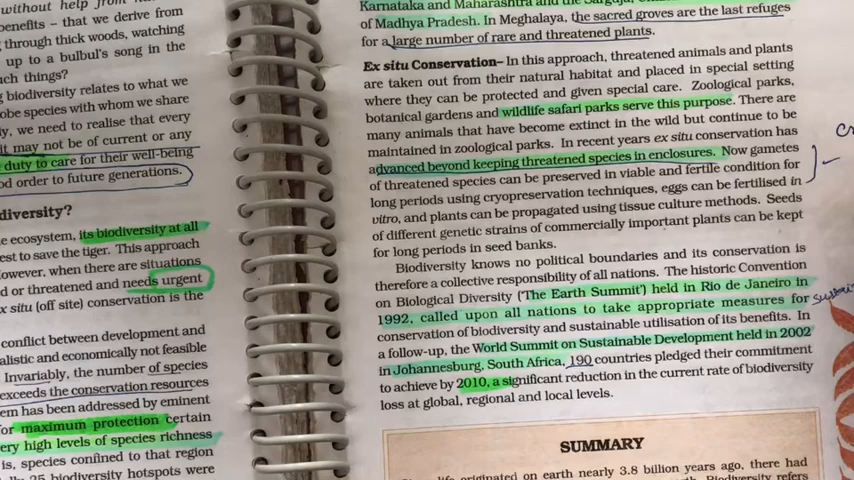 without help from
benefits – that we derive from
through thick woods, watching
up to a bulbul's song in the
such things?
biodiversity relates to what we
species with whom we share
we need to realise that every
it may not be of current or any
duty to care for their well-being
order to future generations.
diversity?
ecosystem, its biodiversity at all
rest to save the tiger. This approach
However, when there are situations
or threatened and needs urgent
ex situ (off site) conservation is the
conflict between development and
and economically not feasible
Invariably, the number of species
exceeds the conservation resources
has been addressed by eminent
for maximum protection certain
very high levels of species richness
is, species confined to that region
25 biodiversity hotspots were
Karnataka and Maharashtra and the Sarguja,
of Madhya Pradesh. In Meghalaya, the sacred groves are the last refuges
for a large number of rare and threatened plants.
Ex situ Conservation– In this approach, threatened animals and plants
are taken out from their natural habitat and placed in special setting
where they can be protected and given special care. Zoological parks,
botanical gardens and wildlife safari parks serve this purpose. There are
many animals that have become extinct in the wild but continue to be
maintained in zoological parks. In recent years ex situ conservation has
advanced beyond keeping threatened species in enclosures. Now gametes
of threatened species can be preserved in viable and fertile condition for
long periods using cryopreservation techniques, eggs can be fertilised in
vitro, and plants can be propagated using tissue culture methods. Seeds
of different genetic strains of commercially important plants can be kept
for long periods in seed banks.
Biodiversity knows no political boundaries and its conservation is
therefore a collective responsibility of all nations. The historic Convention
on Biological Diversity ('The Earth Summit') held in Rio de Janeiro in
1992, called upon all nations to take appropriate measures for
conservation of biodiversity and sustainable utilisation of its benefits. In
a follow-up, the World Summit on Sustainable Development held in 2002
in Johannesburg, South Africa, 190 countries pledged their commitment
to achieve by 2010, a significant reduction in the current rate of biodiversity
loss at global, regional and local levels.
SUMMARY
life originated on earth nearly 3.8 billion years ago, there had
Biodiversity refers